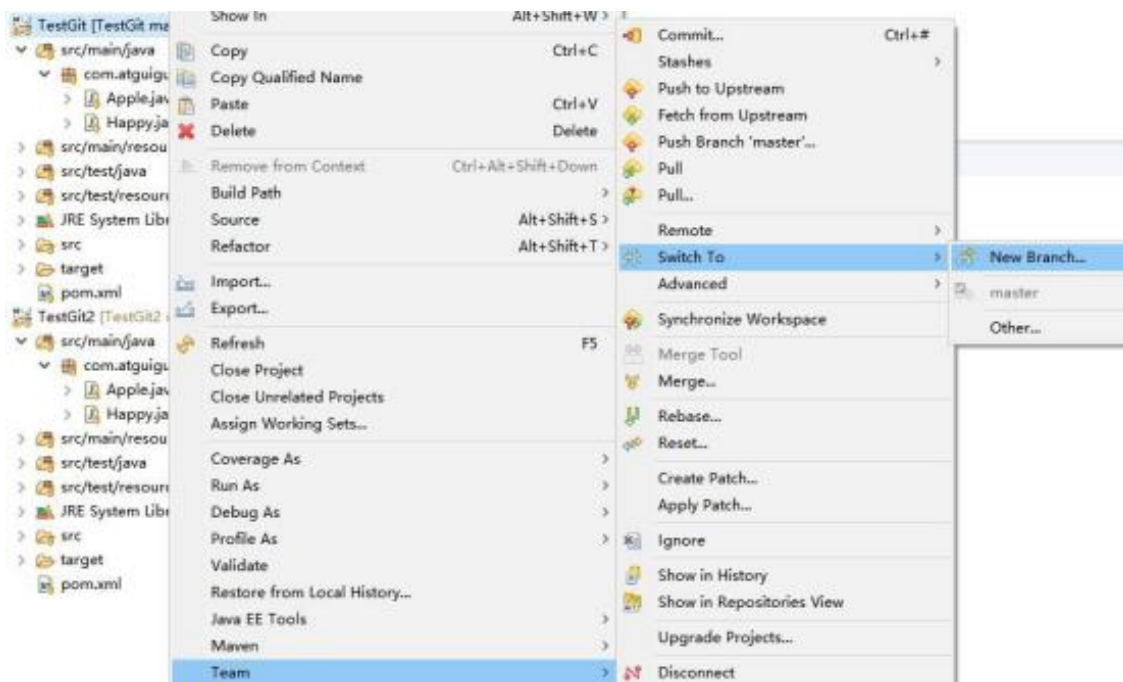 TestGit [TestGit ma
src/main/java
com.atguigu
Apple.jav
Happy.ja
src/main/resou
src/test/java
src/test/resour
JRE System Libr
src
target
pom.xml
TestGit2 [TestGit2
src/main/java
com.atguigu
Apple.jav
Happy.ja
src/main/resou
src/test/java
src/test/resour
JRE System Libr
src
target
pom.xml
Show In Alt+Shift+W >
Copy Ctrl+C
Copy Qualified Name
Paste Ctrl+V
Delete Delete
Remove from Context Ctrl+Alt+Shift+Down
Build Path >
Source Alt+Shift+S >
Refactor Alt+Shift+T >
Import...
Export...
Refresh F5
Close Project
Close Unrelated Projects
Assign Working Sets...
Coverage As >
Run As >
Debug As >
Profile As >
Validate
Restore from Local History...
Java EE Tools >
Maven >
Team >
Commit... Ctrl+#
Stashes >
Push to Upstream
Fetch from Upstream
Push Branch 'master'...
Pull
Pull...
Remote >
Switch To >
Advanced >
Synchronize Workspace
Merge Tool
Merge...
Rebase...
Reset...
Create Patch...
Apply Patch...
Ignore
Show in History
Show in Repositories View
Upgrade Projects...
Disconnect
New Branch...
master
Other...